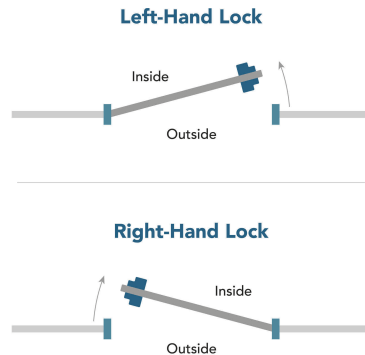 Left-Hand Lock
Inside
Outside
Right-Hand Lock
Inside
Outside